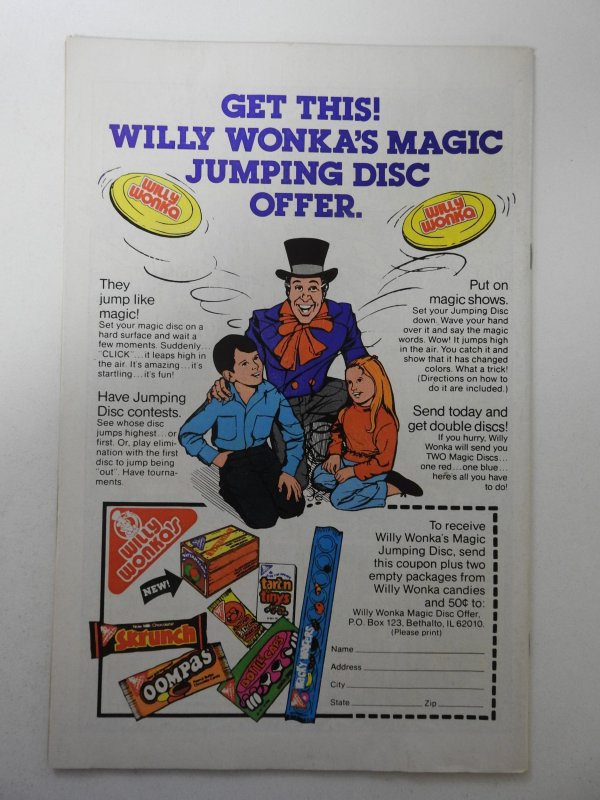 GET THIS!
WILLY WONKA'S MAGIC
JUMPING DISC
OFFER.
willy
wonka
willy
wonka
They
jump like
magic!
Set your magic disc on a
hard surface and wait a
few moments. Suddenly...
"CLICK"...it leaps high in
the air. It's amazing...it's
startling...it's fun!
Have Jumping
Disc contests.
See whose disc
jumps highest...or
first. Or, play elimi-
nation with the first
disc to jump being
"out". Have tourna-
ments.
Put on
magic shows.
Set your Jumping Disc
down. Wave your hand
over it and say the magic
words. Wow! It jumps high
in the air. You catch it and
show that it has changed
colors. What a trick!
(Directions on how to
do it are included.)
Send today and
get double discs!
If you hurry, Willy
Wonka will send you
TWO Magic Discs...
one red...one blue...
here's all you have
to do!
willy
wonka's
NEW!
tart n
tinys
Skrunch
OOMPAS
BOTTLECAPS
WACKY WAFERS
To receive
Willy Wonka's Magic
Jumping Disc, send
this coupon plus two
empty packages from
Willy Wonka candies
and 50¢ to:
Willy Wonka Magic Disc Offer,
P.O. Box 123, Bethalto, IL 62010.
(Please print)
Name
Address
City
State Zip